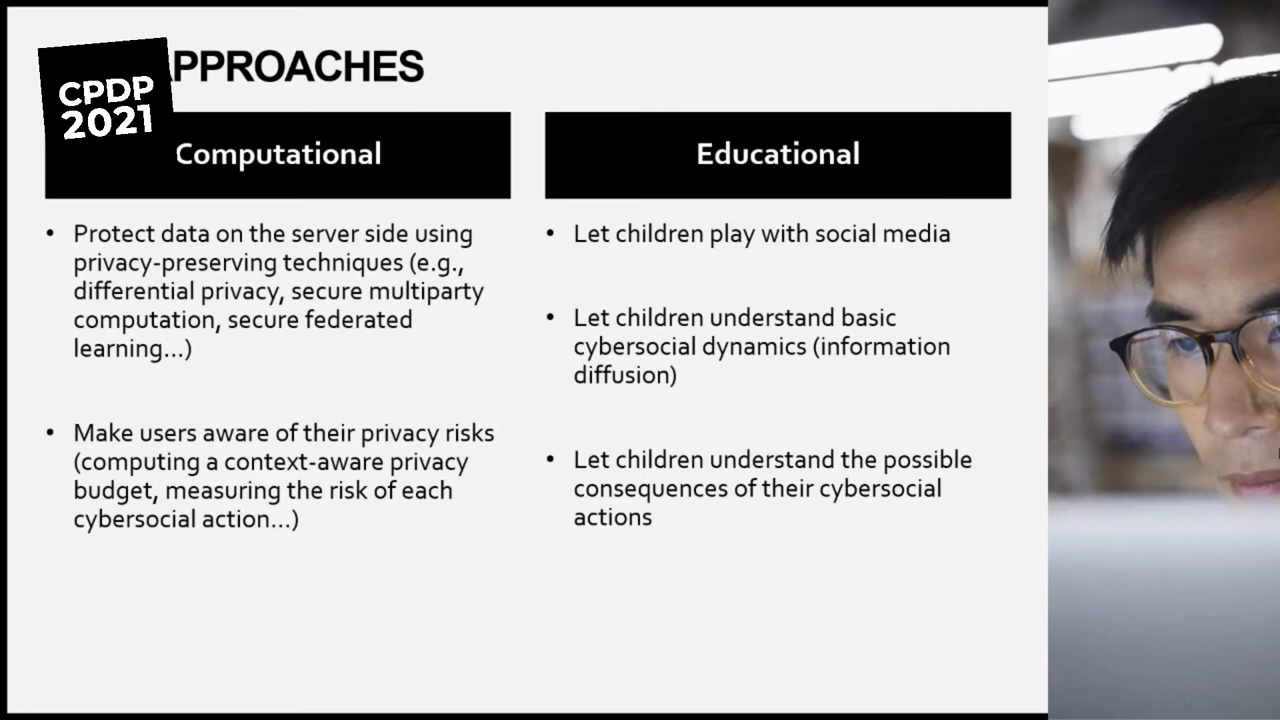 CPDP
2021
PPROACHES
Computational
• Protect data on the server side using
privacy-preserving techniques (e.g.,
differential privacy, secure multiparty
computation, secure federated
learning...)
• Make users aware of their privacy risks
(computing a context-aware privacy
budget, measuring the risk of each
cybersocial action...)
Educational
• Let children play with social media
• Let children understand basic
cybersocial dynamics (information
diffusion)
• Let children understand the possible
consequences of their cybersocial
actions